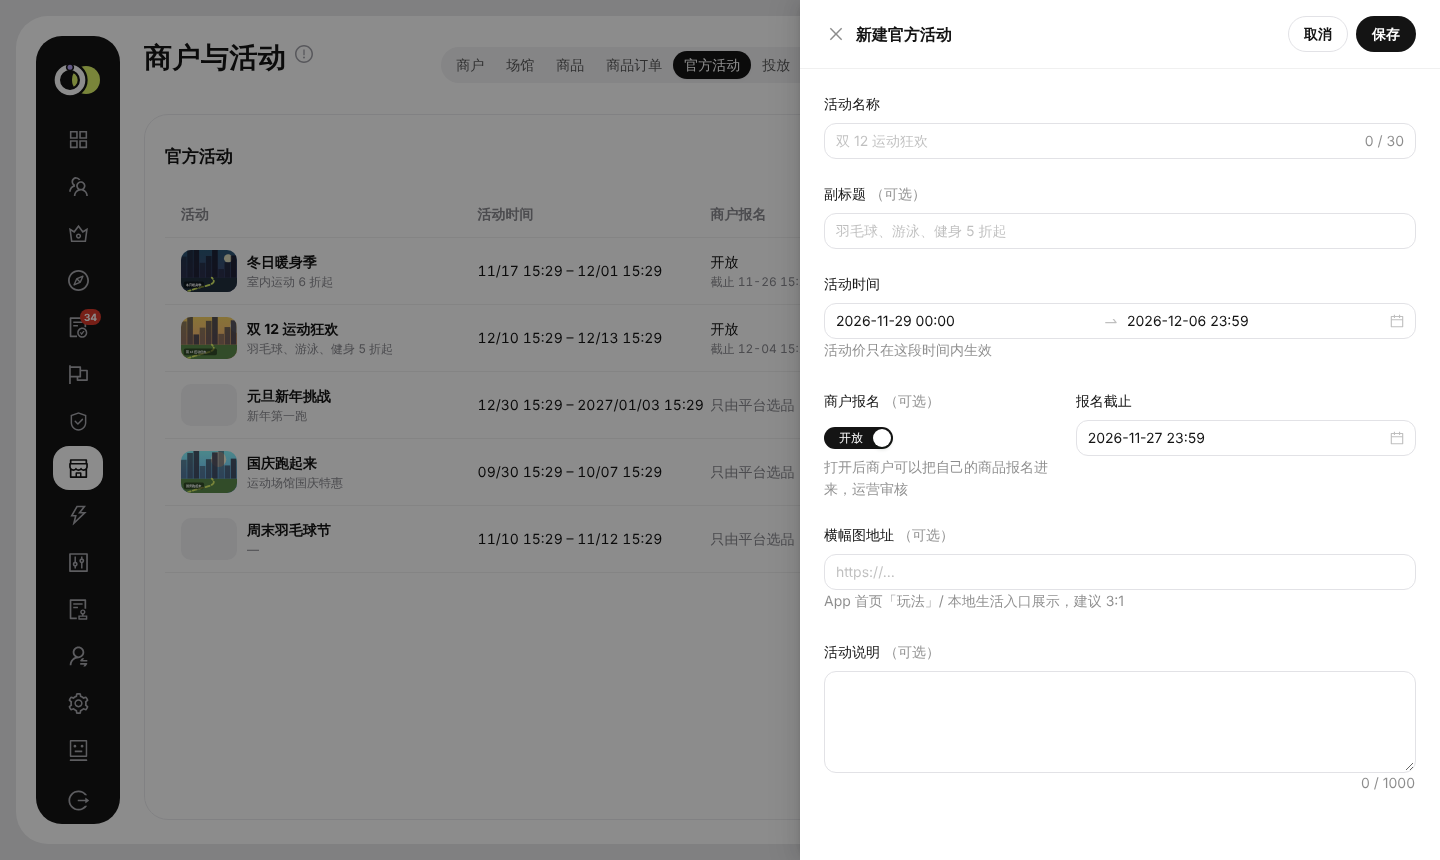 商户与活动
商户 场馆 商品 商品订单 官方活动 投放
34
官方活动
活动 活动时间 商户报名
冬日暖身季
室内运动 6 折起
11/17 15:29 – 12/01 15:29
开放
截止 11-26 15:
双 12 运动狂欢
羽毛球、游泳、健身 5 折起
12/10 15:29 – 12/13 15:29
开放
截止 12-04 15:
元旦新年挑战
新年第一跑
12/30 15:29 – 2027/01/03 15:29
只由平台选品
国庆跑起来
运动场馆国庆特惠
09/30 15:29 – 10/07 15:29
只由平台选品
周末羽毛球节
—
11/10 15:29 – 11/12 15:29
只由平台选品
新建官方活动
取消 保存
活动名称
双 12 运动狂欢 0 / 30
副标题 （可选）
羽毛球、游泳、健身 5 折起
活动时间
2026-11-29 00:00 2026-12-06 23:59
活动价只在这段时间内生效
商户报名 （可选）
开放
打开后商户可以把自己的商品报名进
来，运营审核
报名截止
2026-11-27 23:59
横幅图地址 （可选）
https://...
App 首页「玩法」/ 本地生活入口展示，建议 3:1
活动说明 （可选）
0 / 1000